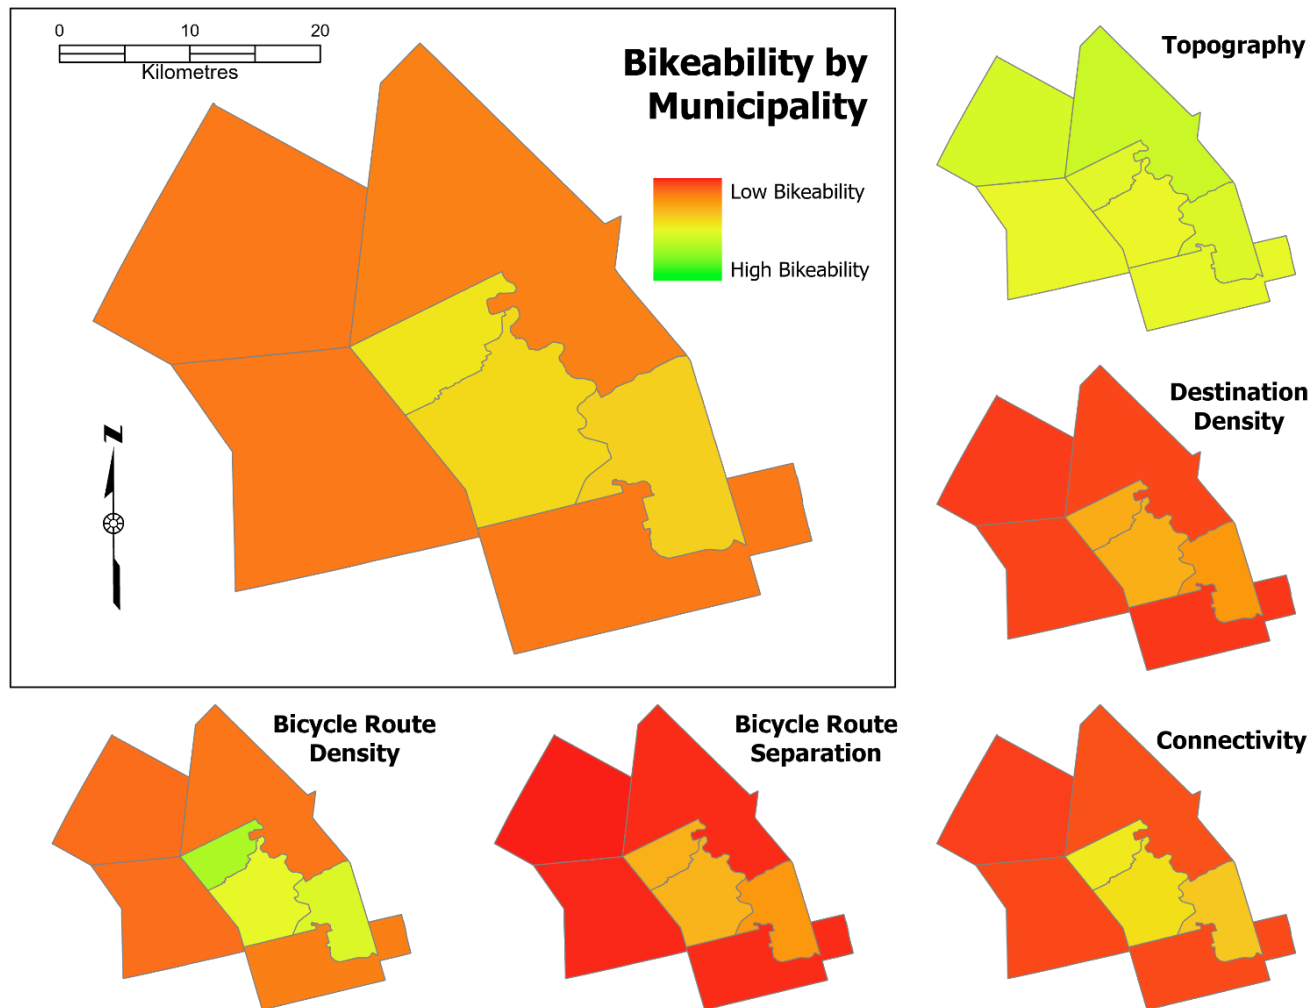 0 10 20
Kilometres
Bikeability by
Municipality
Low Bikeability
High Bikeability
N
Topography
Destination
Density
Bicycle Route
Density
Bicycle Route
Separation
Connectivity